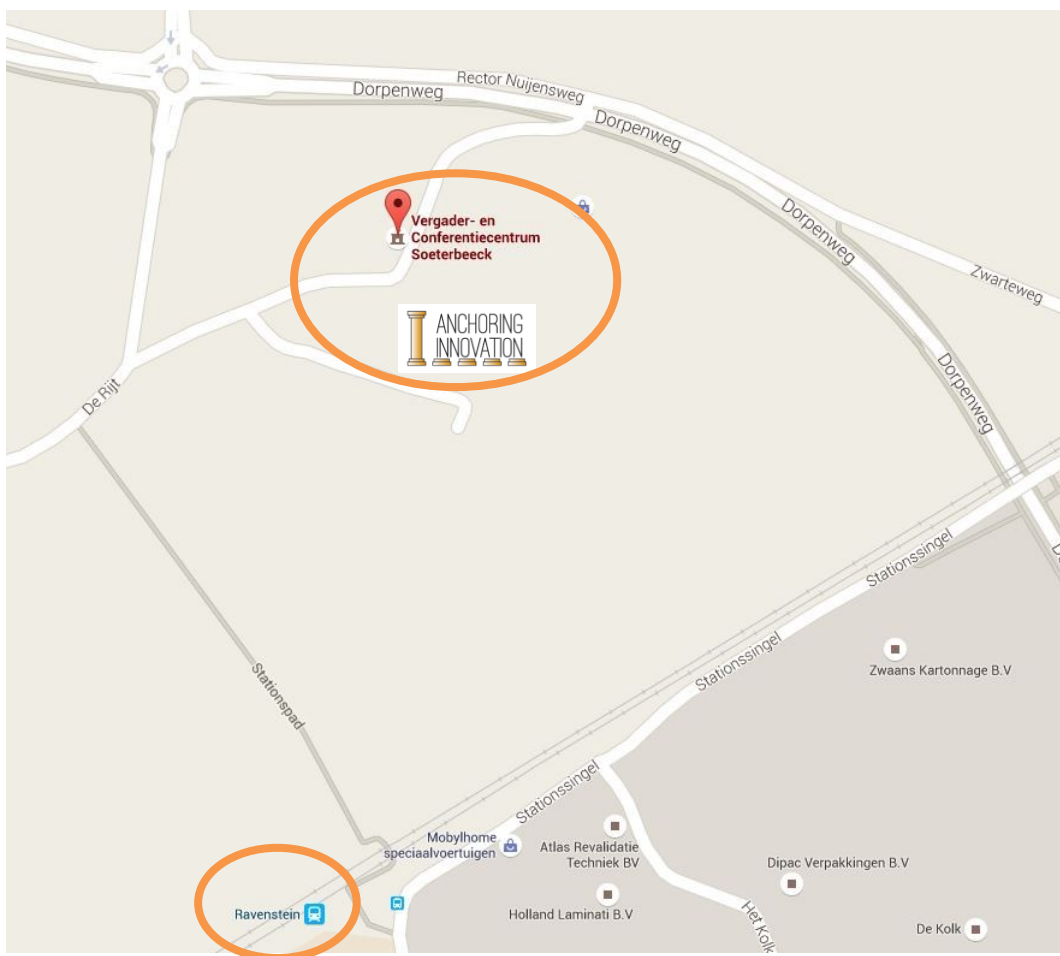 Rector Nuijensweg
Dorpenweg
Dorpenweg
Dorpenweg
Vergader- en
Conferentiecentrum
Soeterbeeck
Zwarteweg
Dorpenweg
ANCHORING
INNOVATION
De Rijt
Stationssingel
Stationssingel
Zwaans Kartonnage B.V
Stationspad
Stationssingel
Mobylhome
speciaalvoertuigen
Atlas Revalidatie
Techniek BV
Dipac Verpakkingen B.V
Ravenstein
Holland Laminati B.V
Het Kolk
De Kolk